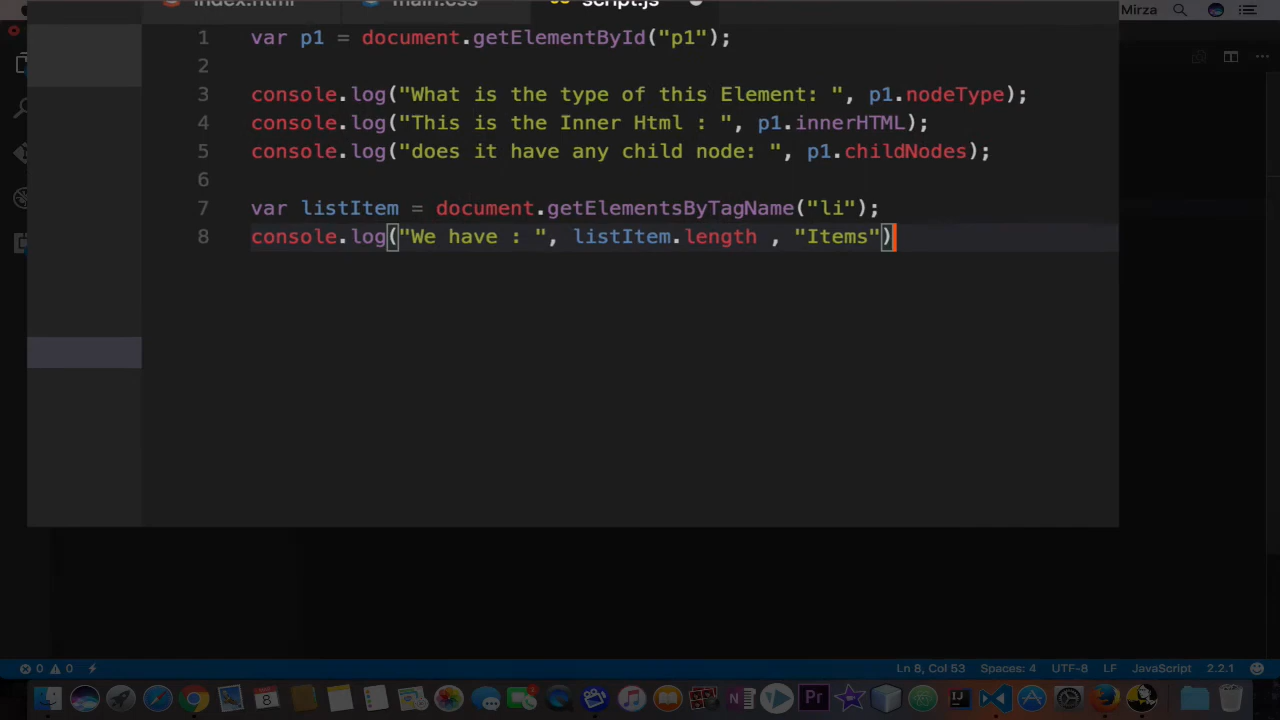 index.html main.css script.js
Mirza
1 var p1 = document.getElementById("p1");
2
3 console.log("What is the type of this Element: ", p1.nodeType);
4 console.log("This is the Inner Html : ", p1.innerHTML);
5 console.log("does it have any child node: ", p1.childNodes);
6
7 var listItem = document.getElementsByTagName("li");
8 console.log("We have : ", listItem.length , "Items")
0 0 Ln 8, Col 53 Spaces: 4 UTF-8 LF JavaScript 2.2.1
8
N
Pr
IJ